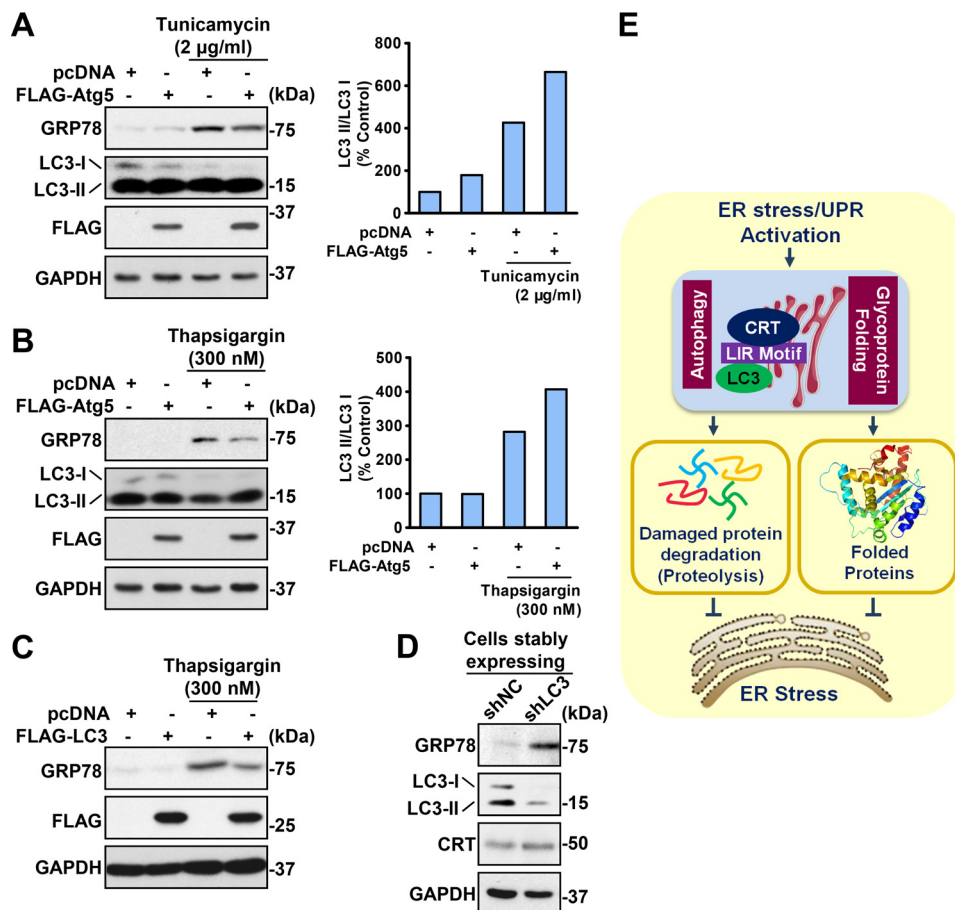 A
Tunicamycin
(2 µg/ml)
pcDNA + - + -
FLAG-Atg5 - + - + (kDa)
GRP78 -75
LC3-I
LC3-II -15
-37
FLAG
GAPDH -37
LC3 II/LC3 I
(% Control)
800
600
400
200
0
pcDNA + - + -
FLAG-Atg5 - + - +
Tunicamycin
(2 µg/ml)
B
Thapsigargin
(300 nM)
pcDNA + - + -
FLAG-Atg5 - + - + (kDa)
GRP78 -75
LC3-I
LC3-II -15
-37
FLAG
GAPDH -37
LC3 II/LC3 I
(% Control)
500
400
300
200
100
0
pcDNA + - + -
FLAG-Atg5 - + - +
Thapsigargin
(300 nM)
C
Thapsigargin
(300 nM)
pcDNA + - + -
FLAG-LC3 - + - + (kDa)
GRP78 -75
FLAG -25
GAPDH -37
D
Cells stably
expressing
shNC shLC3 (kDa)
GRP78 -75
LC3-I
LC3-II -15
CRT -50
GAPDH -37
E
ER stress/UPR
Activation
Autophagy
CRT
LIR Motif
LC3
Glycoprotein
Folding
Damaged protein
degradation
(Proteolysis)
Folded
Proteins
ER Stress